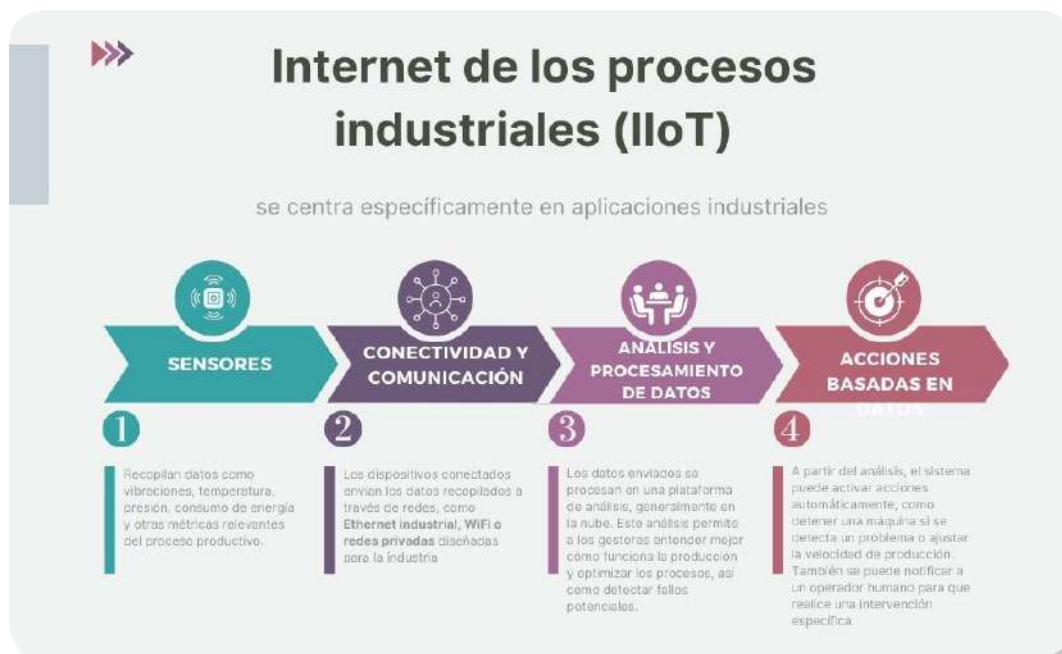 Internet de los procesos
industriales (IIoT)
se centra específicamente en aplicaciones industriales
SENSORES
CONECTIVIDAD Y
COMUNICACIÓN
ANÁLISIS Y
PROCESAMIENTO
DE DATOS
ACCIONES
BASADAS EN
DATOS
1
Recopilan datos como
vibraciones, temperatura,
presión, consumo de energía
y otras métricas relevantes
del proceso productivo.
2
Los dispositivos conectados
envían los datos recopilados a
través de redes, como
Ethernet industrial, WiFi o
redes privadas diseñadas
para la industria
3
Los datos enviados se
procesan en una plataforma
de análisis, generalmente en
la nube. Este análisis permite
a los gestores entender mejor
cómo funciona la producción
y optimizar los procesos, así
como detectar fallos
potenciales.
4
A partir del análisis, el sistema
puede activar acciones
automáticamente, como
detener una máquina si se
detecta un problema o ajustar
la velocidad de producción.
También se puede notificar a
un operador humano para que
realice una intervención
específica.